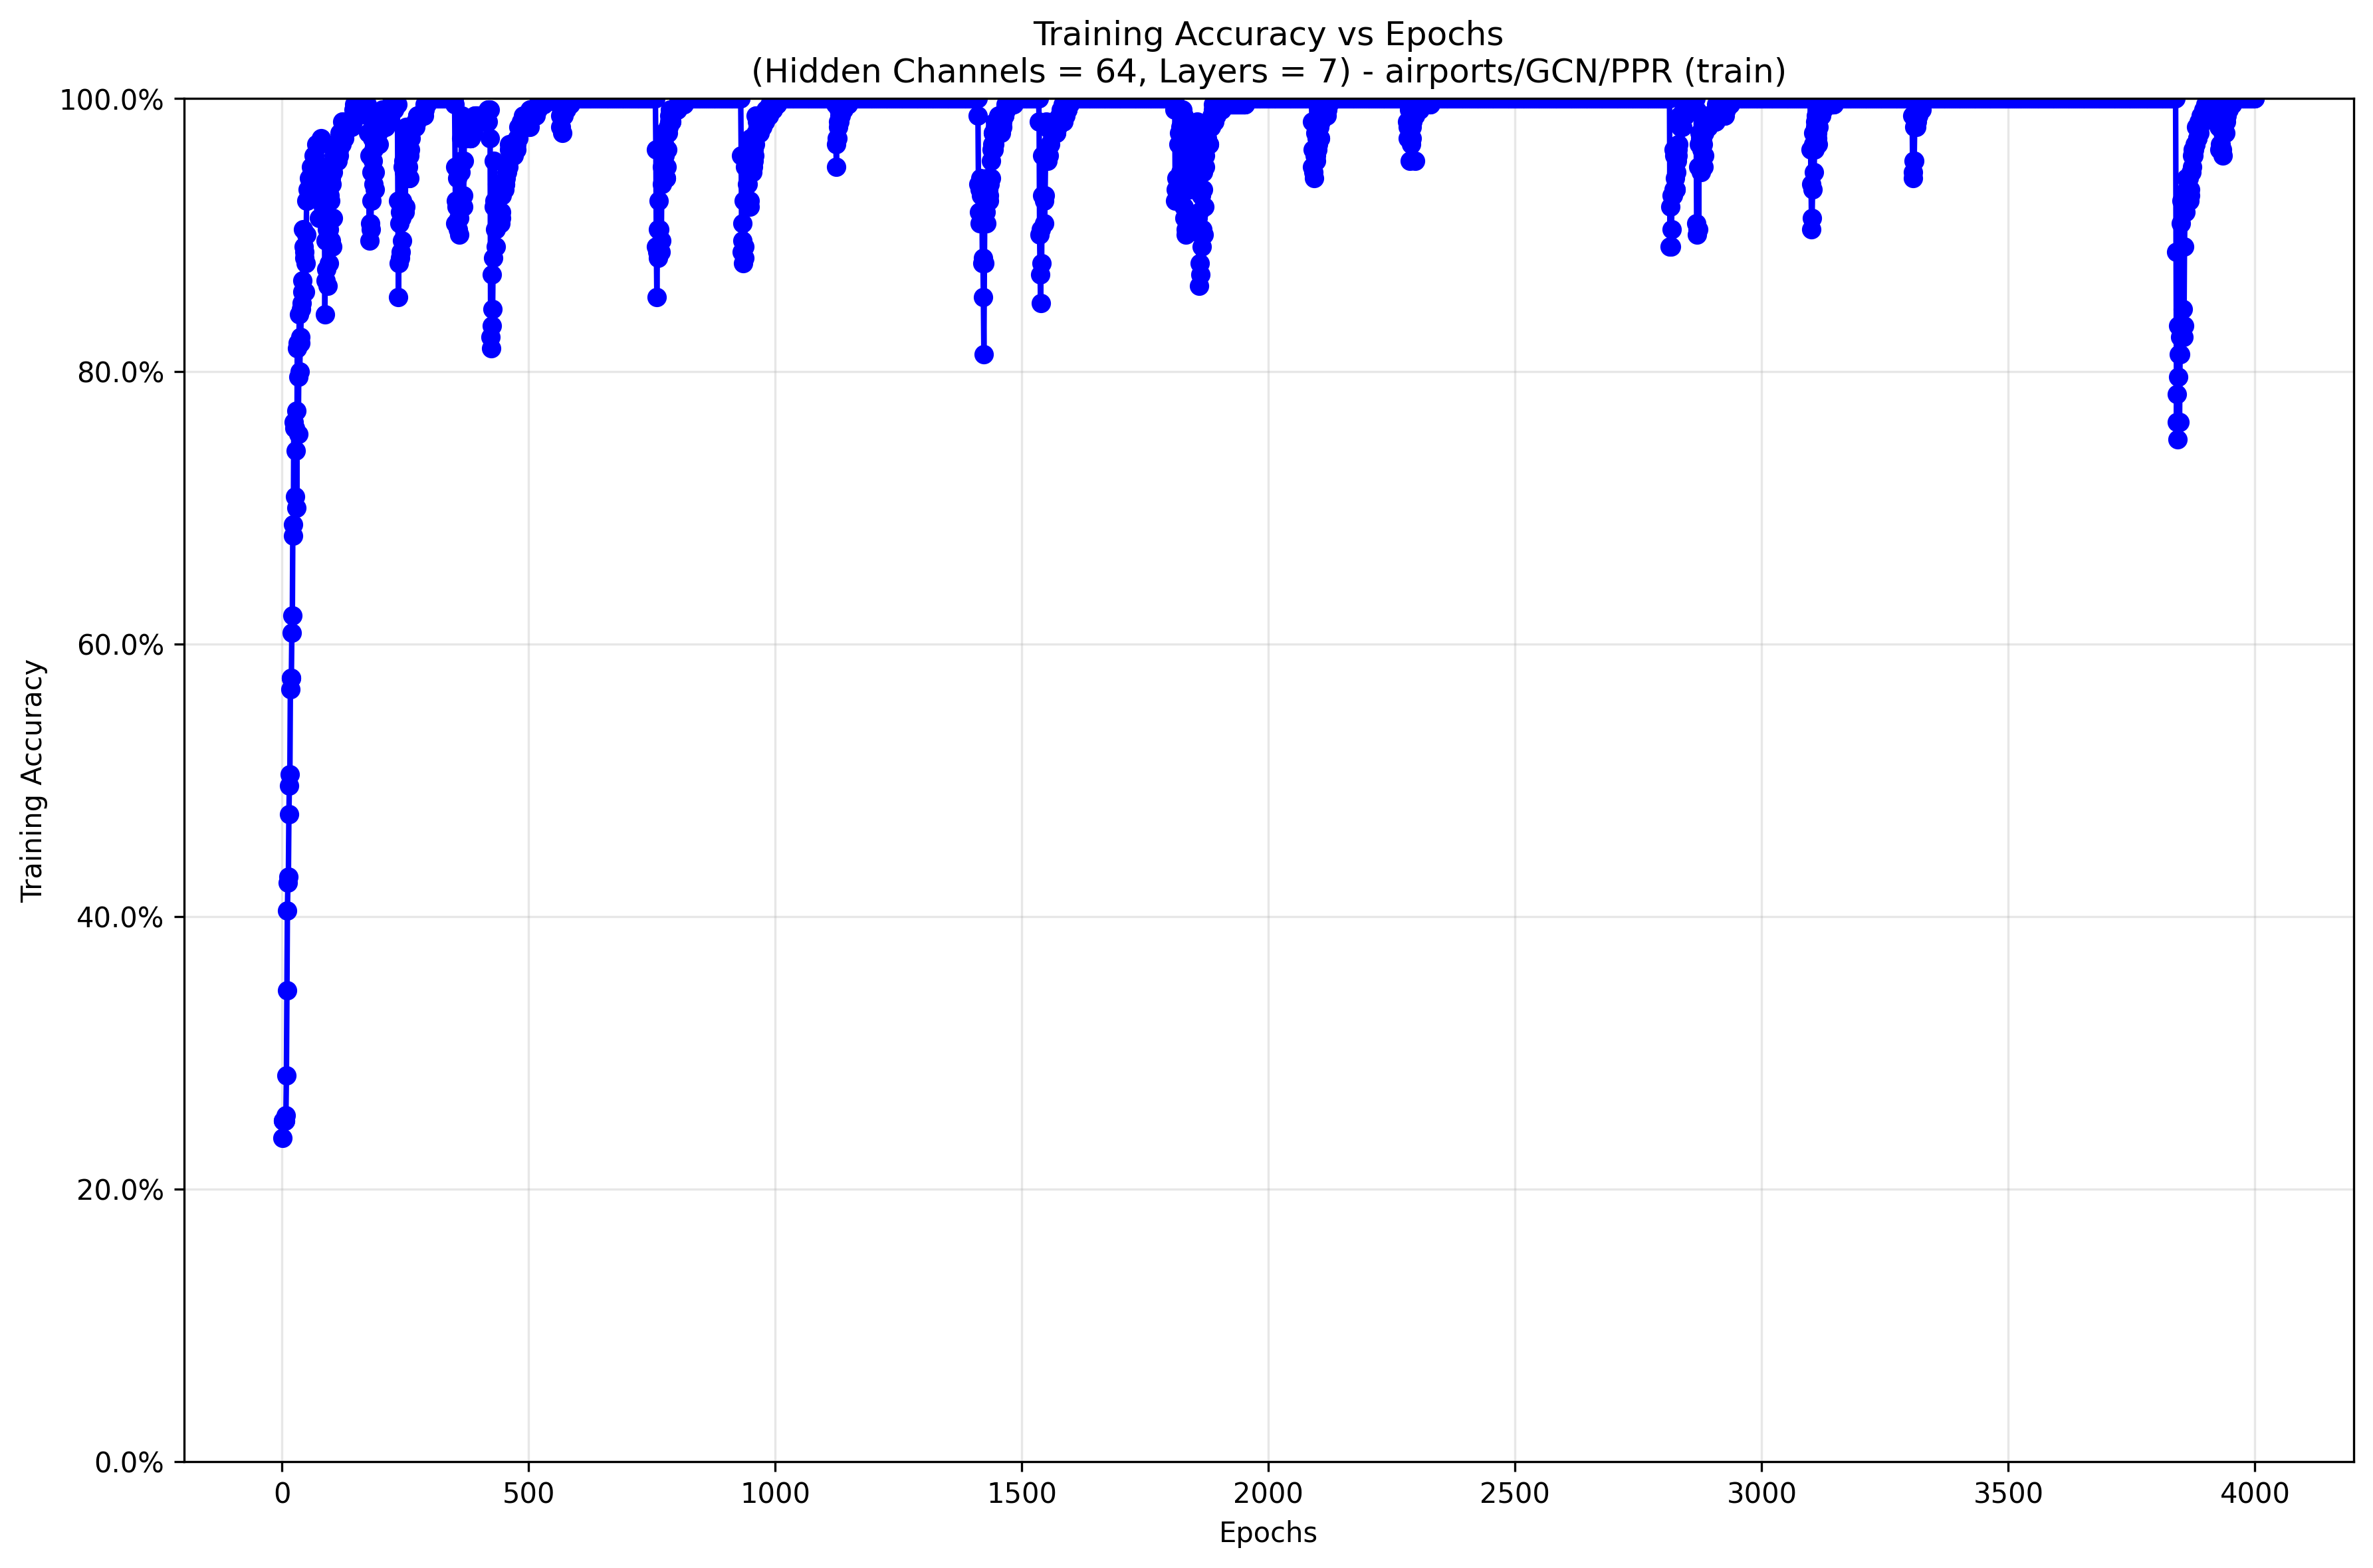 Training Accuracy vs Epochs
(Hidden Channels = 64, Layers = 7) - airports/GCN/PPR (train)
100.0%
80.0%
60.0%
40.0%
20.0%
0.0%
Training Accuracy
0 500 1000 1500 2000 2500 3000 3500 4000
Epochs